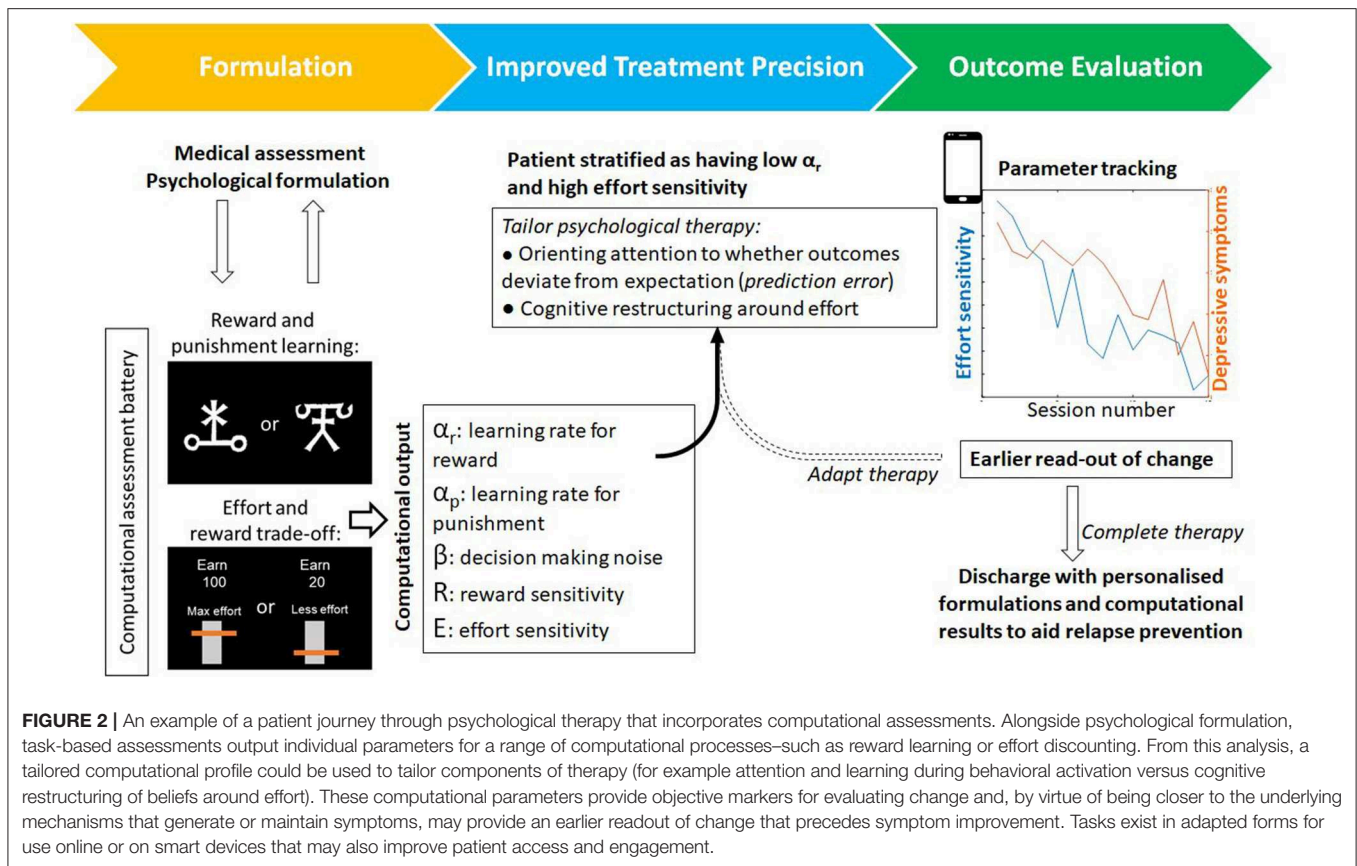 Formulation
Improved Treatment Precision
Outcome Evaluation
Medical assessment
Psychological formulation
Computational assessment battery
Reward and
punishment learning:
or
Effort and
reward trade-off:
Earn
100
Max effort
or
Earn
20
Less effort
Computational output
αr: learning rate for
reward
αp: learning rate for
punishment
β: decision making noise
R: reward sensitivity
E: effort sensitivity
Patient stratified as having low αr
and high effort sensitivity
Tailor psychological therapy:
● Orienting attention to whether outcomes
deviate from expectation (prediction error)
● Cognitive restructuring around effort
Adapt therapy
Parameter tracking
Effort sensitivity
Depressive symptoms
Session number
Earlier read-out of change
Complete therapy
Discharge with personalised
formulations and computational
results to aid relapse prevention
FIGURE 2 | An example of a patient journey through psychological therapy that incorporates computational assessments. Alongside psychological formulation,
task-based assessments output individual parameters for a range of computational processes–such as reward learning or effort discounting. From this analysis, a
tailored computational profile could be used to tailor components of therapy (for example attention and learning during behavioral activation versus cognitive
restructuring of beliefs around effort). These computational parameters provide objective markers for evaluating change and, by virtue of being closer to the underlying
mechanisms that generate or maintain symptoms, may provide an earlier readout of change that precedes symptom improvement. Tasks exist in adapted forms for
use online or on smart devices that may also improve patient access and engagement.